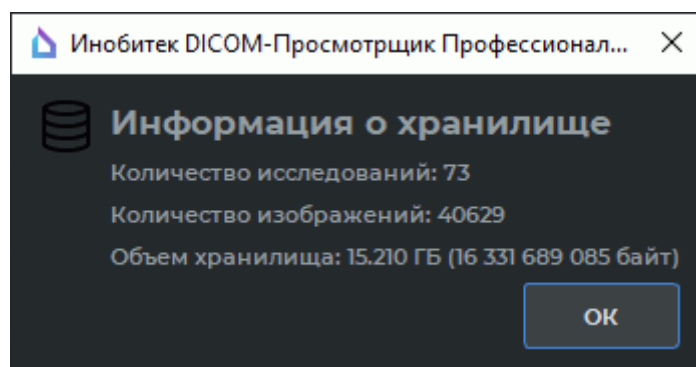 Инобитек DICOM-Просмотрщик Профессионал...
Информация о хранилище
Количество исследований: 73
Количество изображений: 40629
Объем хранилища: 15.210 ГБ (16 331 689 085 байт)
ОК